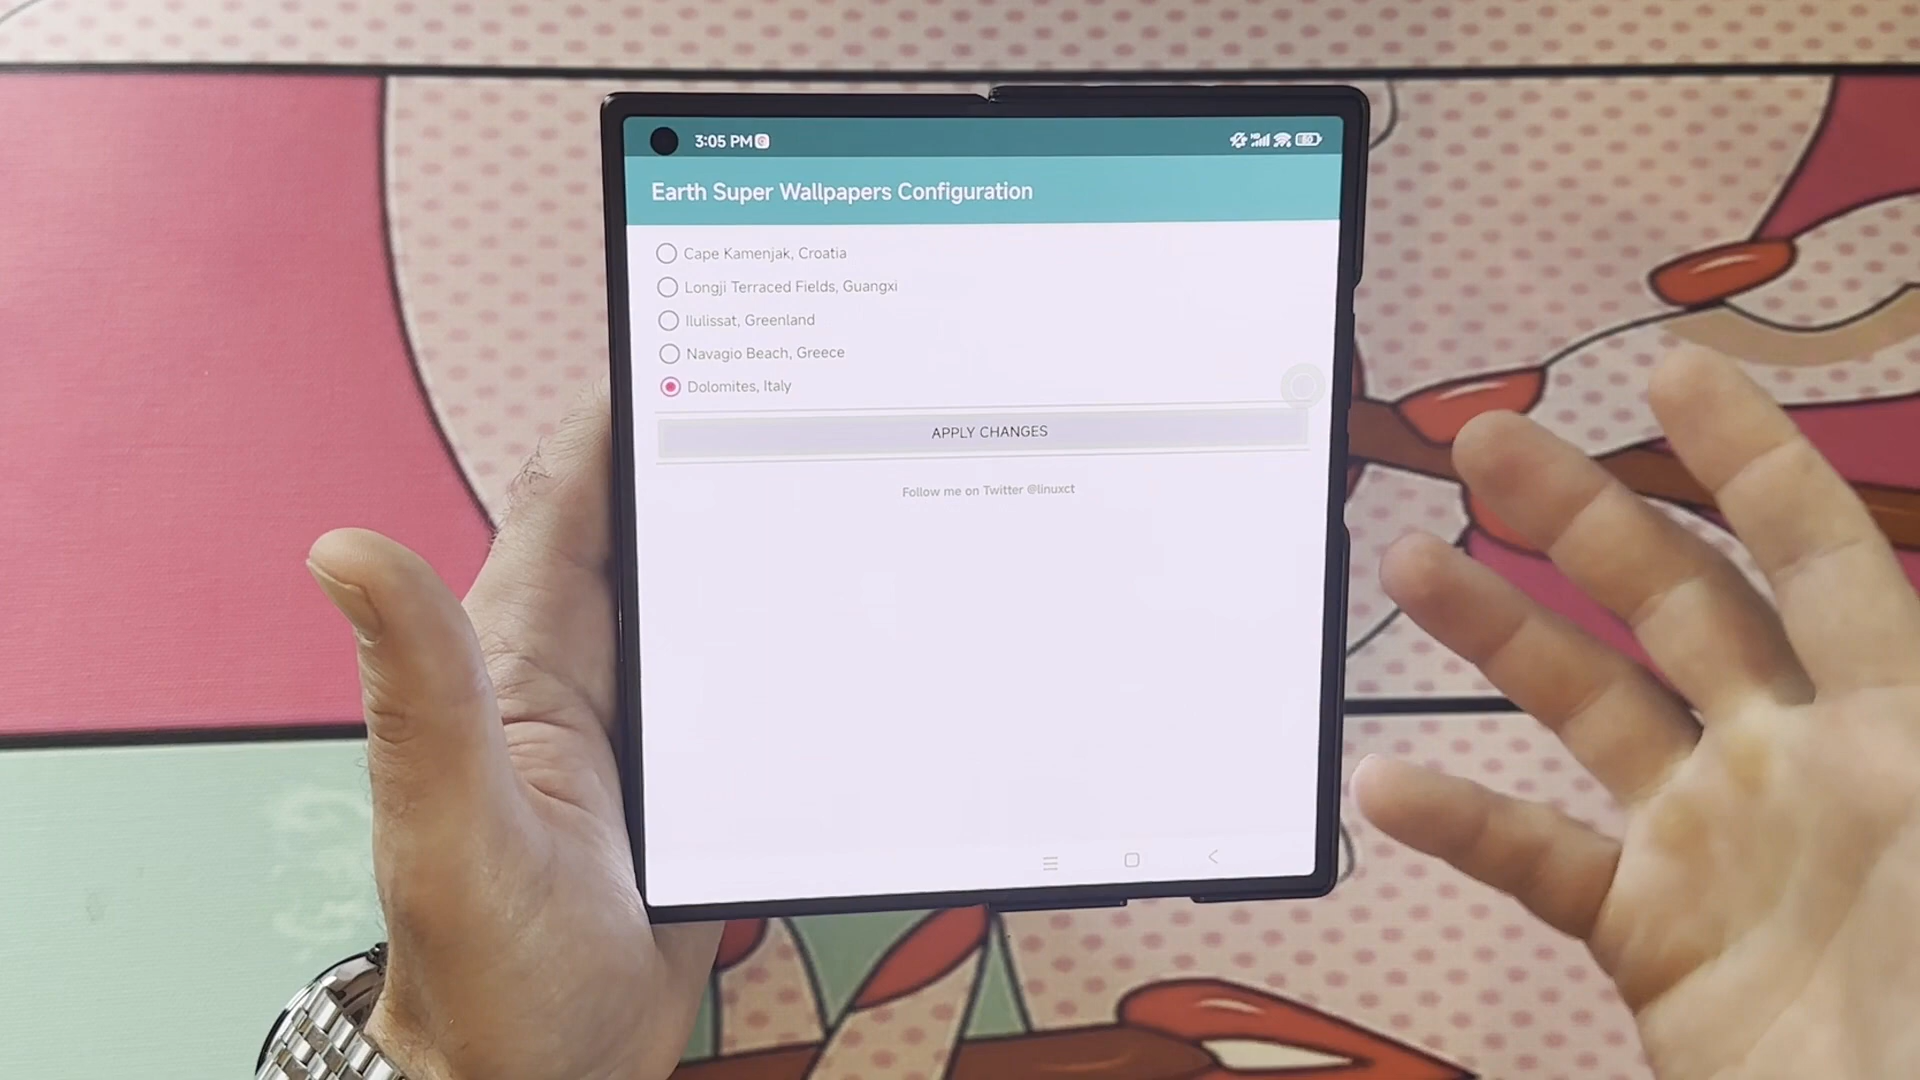 3:05 PM
60
Earth Super Wallpapers Configuration
Cape Kamenjak, Croatia
Longji Terraced Fields, Guangxi
Ilulissat, Greenland
Navagio Beach, Greece
Dolomites, Italy
APPLY CHANGES
Follow me on Twitter @linuxct